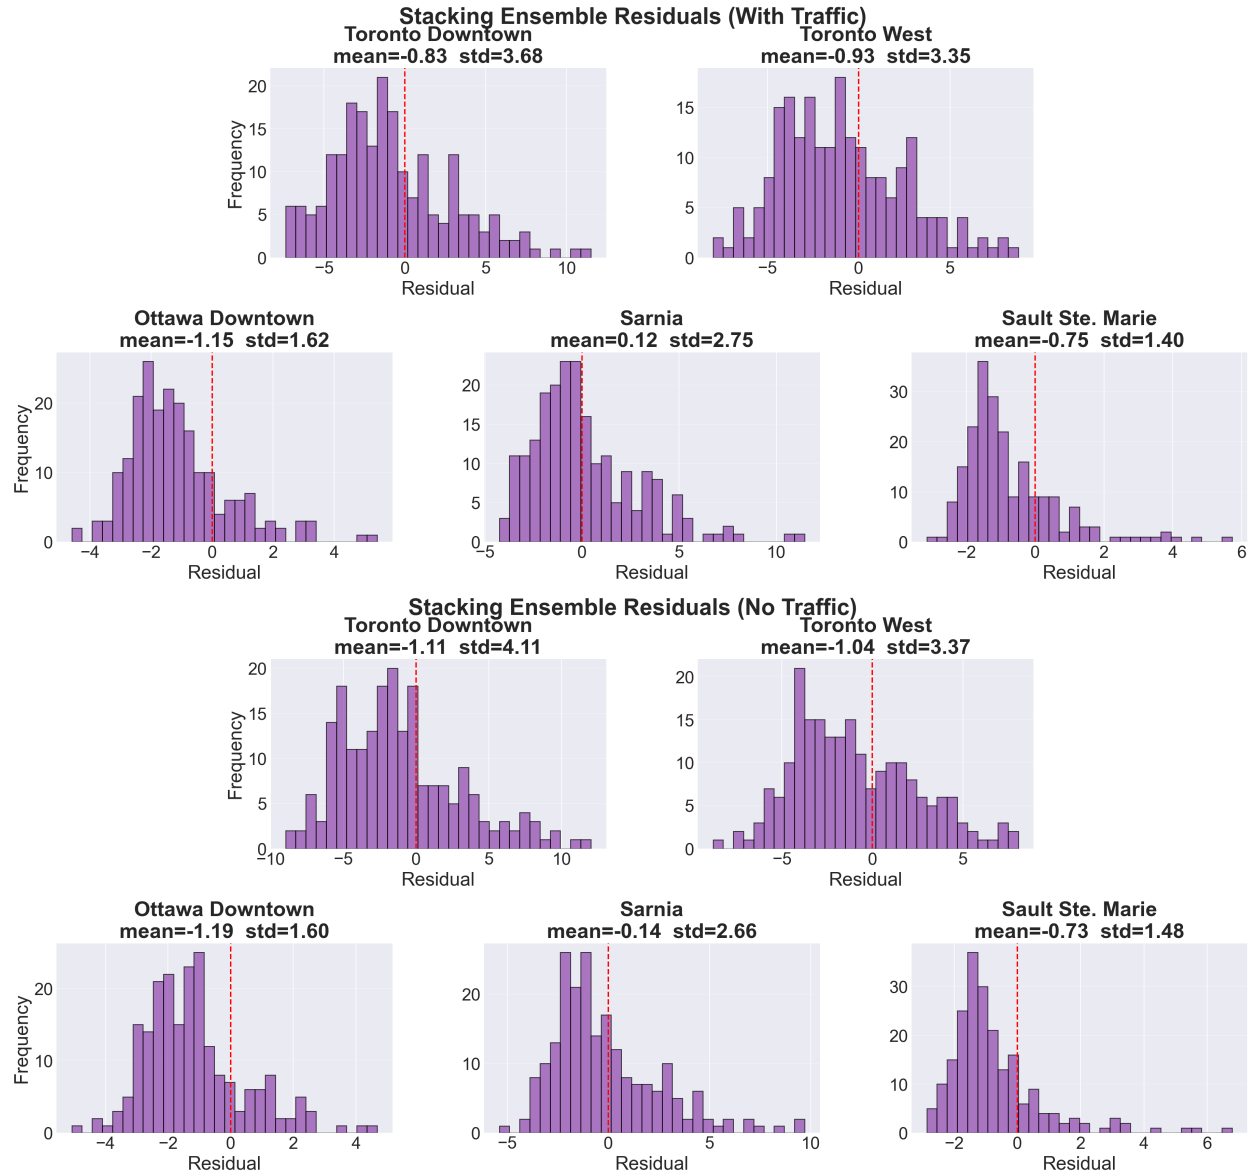 Stacking Ensemble Residuals (With Traffic)
Toronto Downtown
mean=-0.83 std=3.68
Frequency
20
15
10
5
0
−5
0
5
10
Residual
Toronto West
mean=-0.93 std=3.35
15
10
5
0
−5
0
5
Residual
Ottawa Downtown
mean=-1.15 std=1.62
Frequency
20
10
0
−4
−2
0
2
4
Residual
Sarnia
mean=0.12 std=2.75
20
15
10
5
0
−5
0
5
10
Residual
Sault Ste. Marie
mean=-0.75 std=1.40
30
20
10
0
−2
0
2
4
6
Residual
Stacking Ensemble Residuals (No Traffic)
Toronto Downtown
mean=-1.11 std=4.11
Frequency
20
15
10
5
0
−10
−5
0
5
10
Residual
Toronto West
mean=-1.04 std=3.37
20
15
10
5
0
−5
0
5
Residual
Ottawa Downtown
mean=-1.19 std=1.60
Frequency
20
10
0
−4
−2
0
2
4
Residual
Sarnia
mean=-0.14 std=2.66
20
10
0
−5
0
5
10
Residual
Sault Ste. Marie
mean=-0.73 std=1.48
30
20
10
0
−2
0
2
4
6
Residual